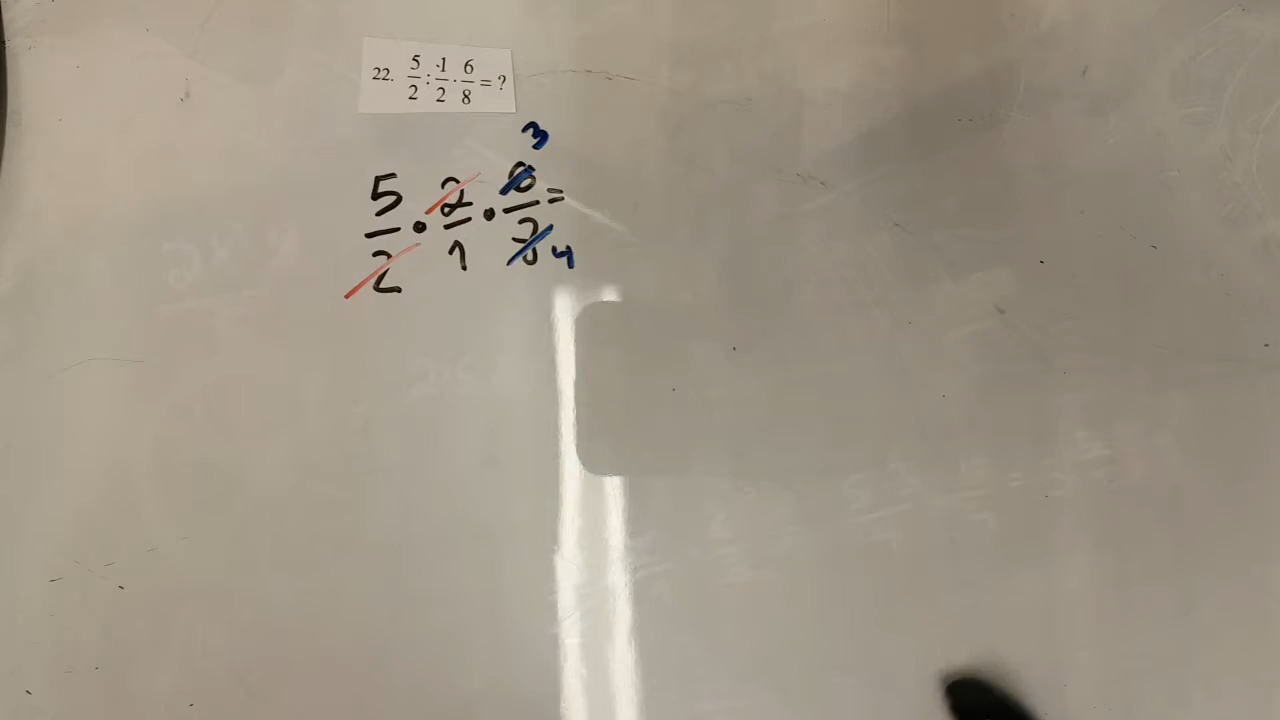 22. 5/2 : 1/2 · 6/8 = ?
3
5/2 · 2/1 · 6/8 =
4